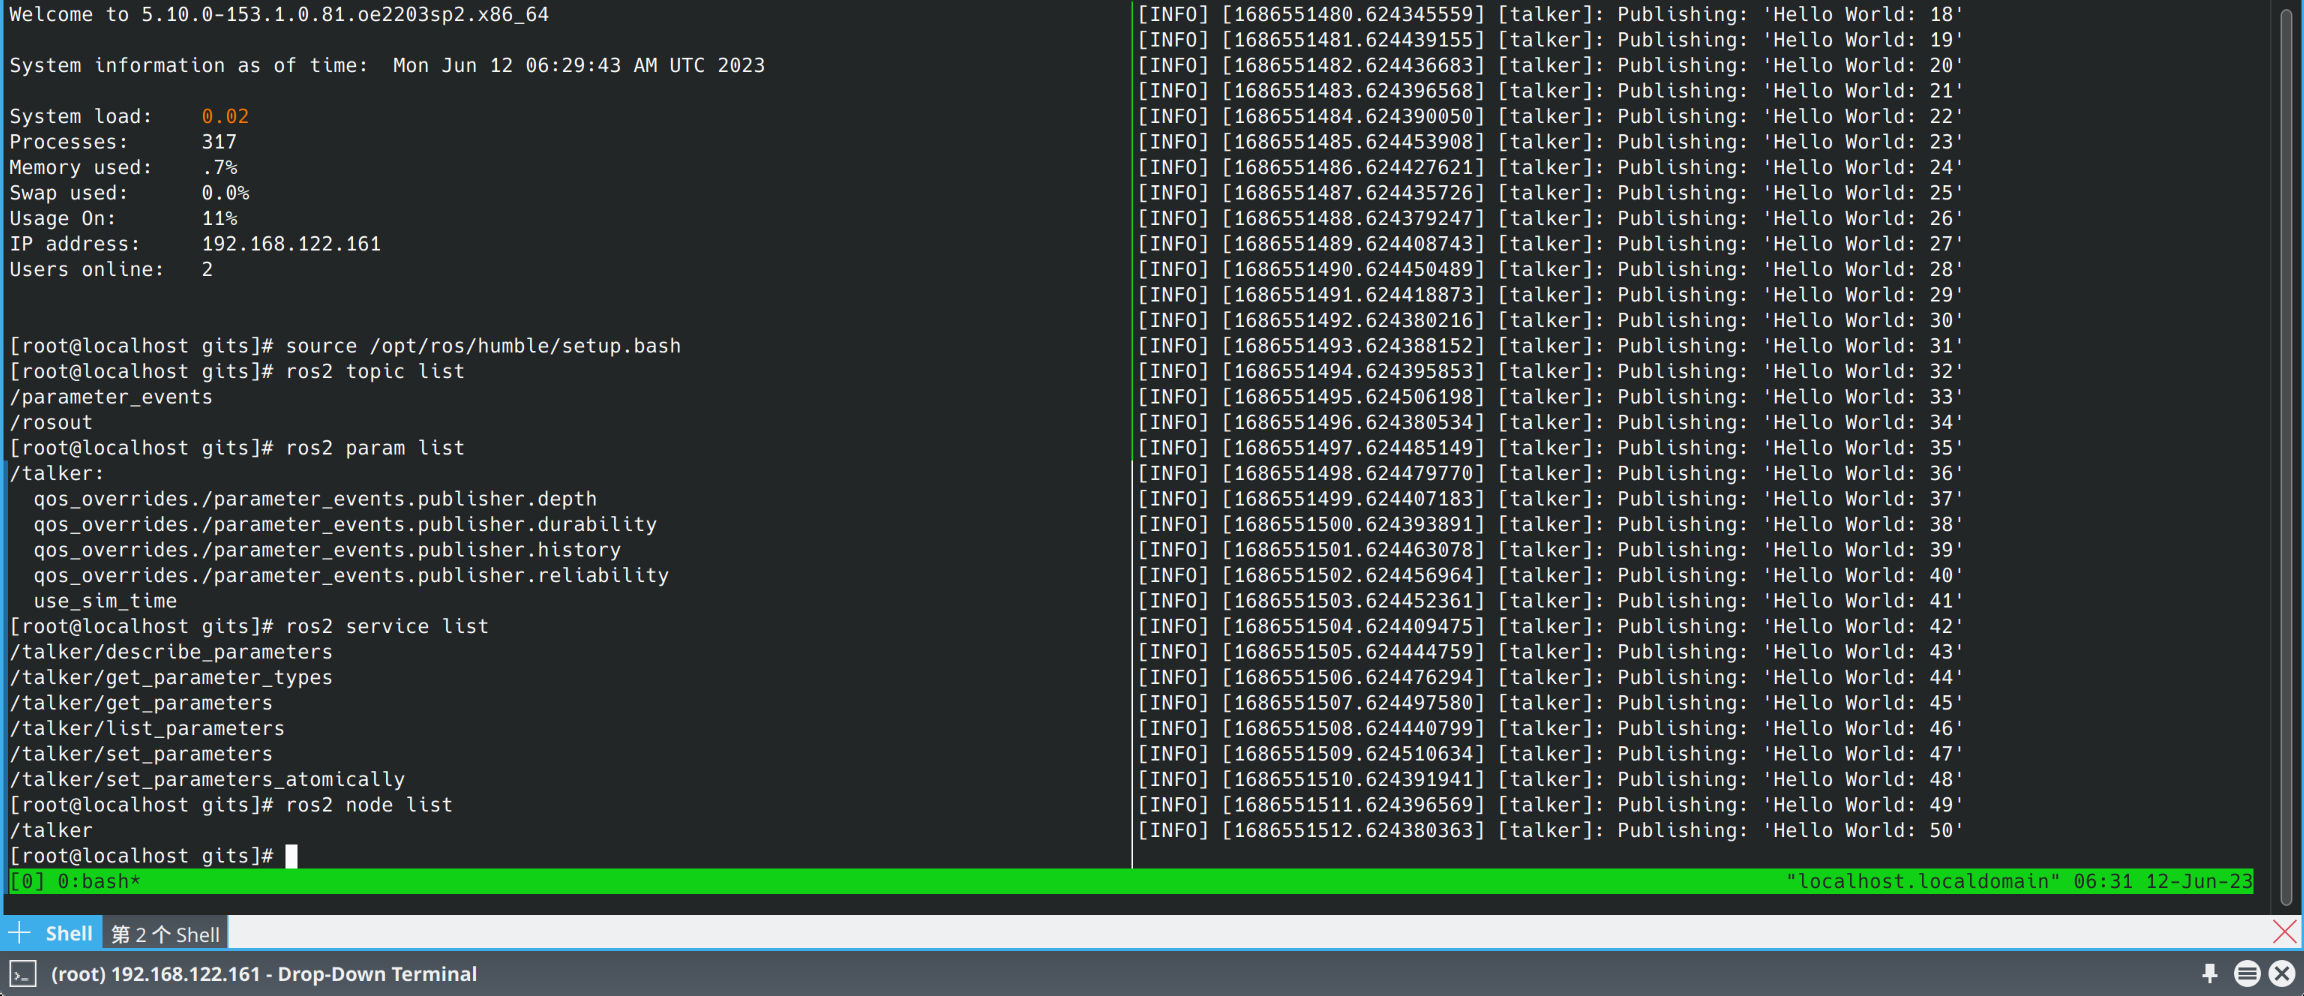 Welcome to 5.10.0-153.1.0.81.oe2203sp2.x86_64
System information as of time:  Mon Jun 12 06:29:43 AM UTC 2023
System load:    0.02
Processes:      317
Memory used:    .7%
Swap used:      0.0%
Usage On:       11%
IP address:     192.168.122.161
Users online:   2
[root@localhost gits]# source /opt/ros/humble/setup.bash
[root@localhost gits]# ros2 topic list
/parameter_events
/rosout
[root@localhost gits]# ros2 param list
/talker:
  qos_overrides./parameter_events.publisher.depth
  qos_overrides./parameter_events.publisher.durability
  qos_overrides./parameter_events.publisher.history
  qos_overrides./parameter_events.publisher.reliability
  use_sim_time
[root@localhost gits]# ros2 service list
/talker/describe_parameters
/talker/get_parameter_types
/talker/get_parameters
/talker/list_parameters
/talker/set_parameters
/talker/set_parameters_atomically
[root@localhost gits]# ros2 node list
/talker
[root@localhost gits]#
[INFO] [1686551480.624345559] [talker]: Publishing: 'Hello World: 18'
[INFO] [1686551481.624439155] [talker]: Publishing: 'Hello World: 19'
[INFO] [1686551482.624436683] [talker]: Publishing: 'Hello World: 20'
[INFO] [1686551483.624396568] [talker]: Publishing: 'Hello World: 21'
[INFO] [1686551484.624390050] [talker]: Publishing: 'Hello World: 22'
[INFO] [1686551485.624453908] [talker]: Publishing: 'Hello World: 23'
[INFO] [1686551486.624427621] [talker]: Publishing: 'Hello World: 24'
[INFO] [1686551487.624435726] [talker]: Publishing: 'Hello World: 25'
[INFO] [1686551488.624379247] [talker]: Publishing: 'Hello World: 26'
[INFO] [1686551489.624408743] [talker]: Publishing: 'Hello World: 27'
[INFO] [1686551490.624450489] [talker]: Publishing: 'Hello World: 28'
[INFO] [1686551491.624418873] [talker]: Publishing: 'Hello World: 29'
[INFO] [1686551492.624380216] [talker]: Publishing: 'Hello World: 30'
[INFO] [1686551493.624388152] [talker]: Publishing: 'Hello World: 31'
[INFO] [1686551494.624395853] [talker]: Publishing: 'Hello World: 32'
[INFO] [1686551495.624506198] [talker]: Publishing: 'Hello World: 33'
[INFO] [1686551496.624380534] [talker]: Publishing: 'Hello World: 34'
[INFO] [1686551497.624485149] [talker]: Publishing: 'Hello World: 35'
[INFO] [1686551498.624479770] [talker]: Publishing: 'Hello World: 36'
[INFO] [1686551499.624407183] [talker]: Publishing: 'Hello World: 37'
[INFO] [1686551500.624393891] [talker]: Publishing: 'Hello World: 38'
[INFO] [1686551501.624463078] [talker]: Publishing: 'Hello World: 39'
[INFO] [1686551502.624456964] [talker]: Publishing: 'Hello World: 40'
[INFO] [1686551503.624452361] [talker]: Publishing: 'Hello World: 41'
[INFO] [1686551504.624409475] [talker]: Publishing: 'Hello World: 42'
[INFO] [1686551505.624444759] [talker]: Publishing: 'Hello World: 43'
[INFO] [1686551506.624476294] [talker]: Publishing: 'Hello World: 44'
[INFO] [1686551507.624497580] [talker]: Publishing: 'Hello World: 45'
[INFO] [1686551508.624440799] [talker]: Publishing: 'Hello World: 46'
[INFO] [1686551509.624510634] [talker]: Publishing: 'Hello World: 47'
[INFO] [1686551510.624391941] [talker]: Publishing: 'Hello World: 48'
[INFO] [1686551511.624396569] [talker]: Publishing: 'Hello World: 49'
[INFO] [1686551512.624380363] [talker]: Publishing: 'Hello World: 50'
[0] 0:bash* "localhost.localdomain" 06:31 12-Jun-23
Shell 第 2 个 Shell
(root) 192.168.122.161 - Drop-Down Terminal